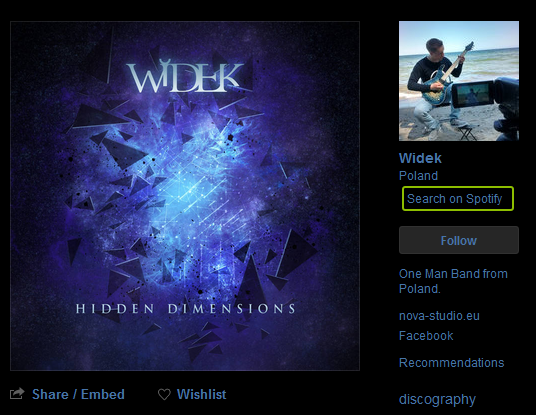 WIDEK
HIDDEN DIMENSIONS
Share / Embed
Wishlist
Widek
Poland
Search on Spotify
Follow
One Man Band from
Poland.
nova-studio.eu
Facebook
Recommendations
discography